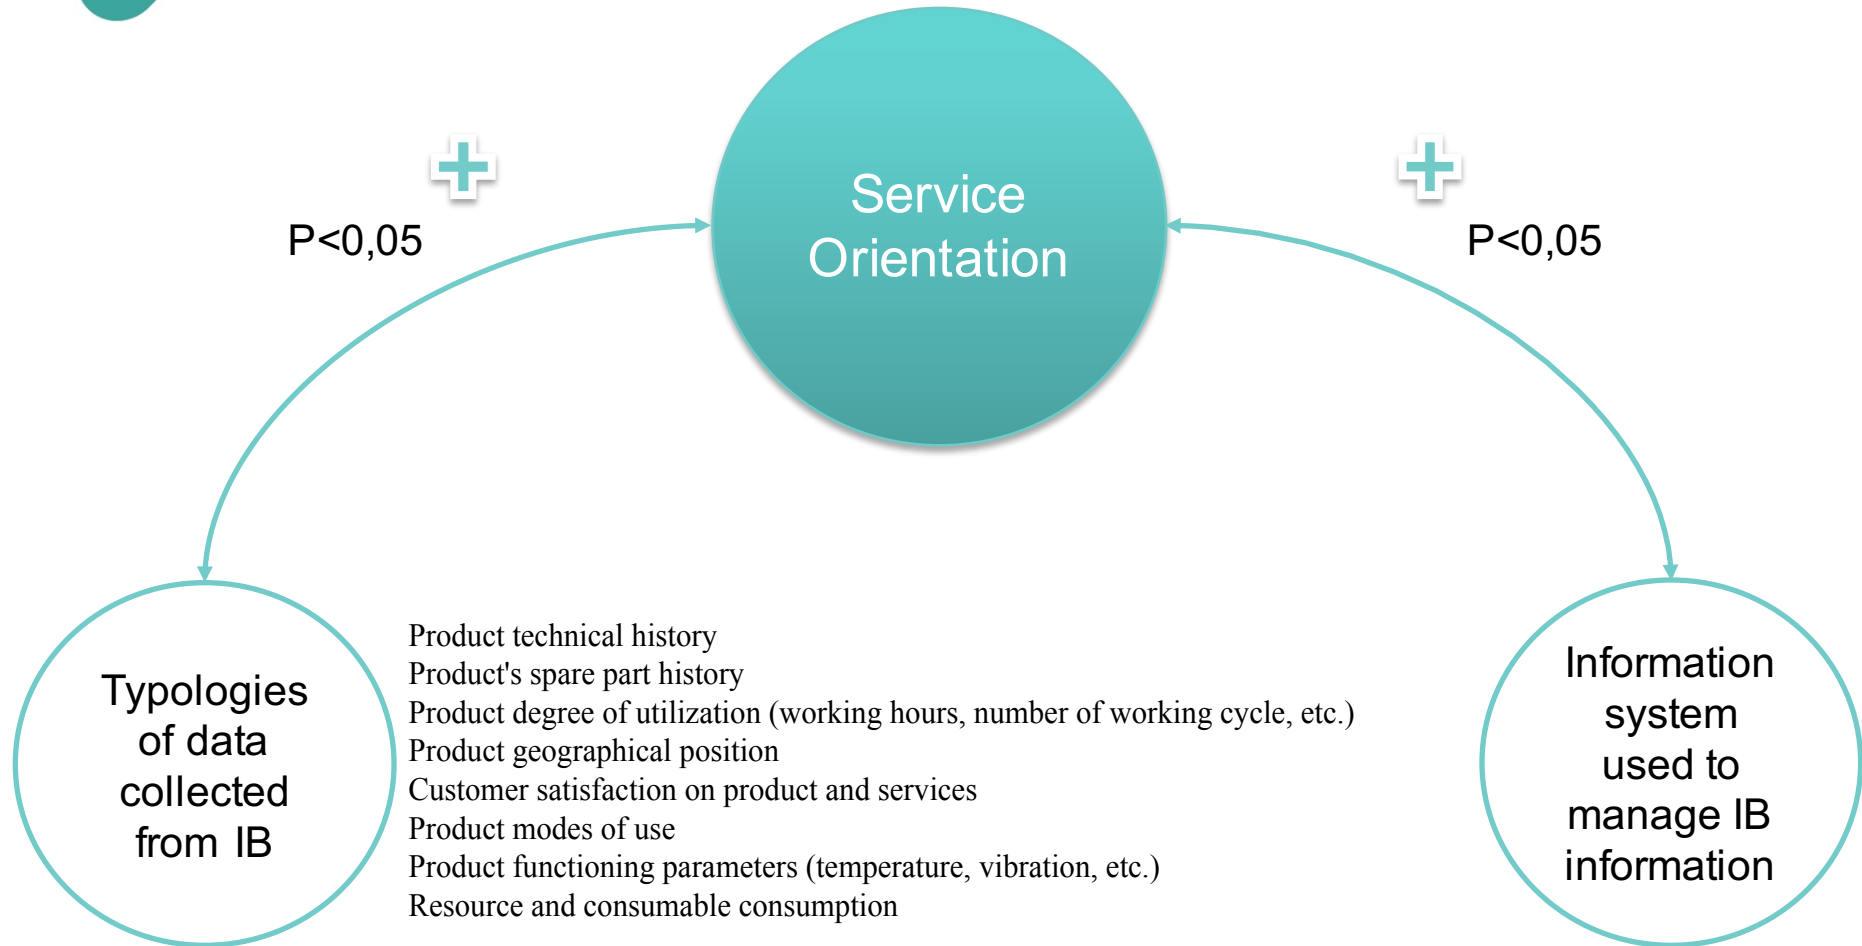 Service
Orientation
P<0,05
P<0,05
Typologies
of data
collected
from IB
Product technical history
Product's spare part history
Product degree of utilization (working hours, number of working cycle, etc.)
Product geographical position
Customer satisfaction on product and services
Product modes of use
Product functioning parameters (temperature, vibration, etc.)
Resource and consumable consumption
Information
system
used to
manage IB
information